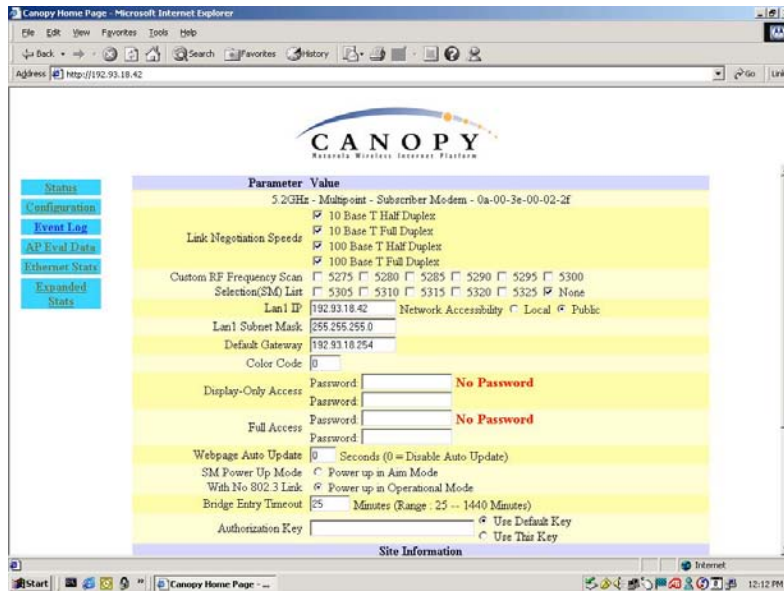 Canopy Home Page - Microsoft Internet Explorer
File Edit View Favorites Tools Help
Back Search Favorites History
Address http://192.93.18.42 Go Links
CANOPY
Motorola Wireless Internet Platform
Status
Configuration
Event Log
AP Eval Data
Ethernet Stats
Expanded Stats
Parameter Value
5.2GHz - Multipoint - Subscriber Modem - 0a-00-3e-00-02-2f
Link Negotiation Speeds
10 Base T Half Duplex
10 Base T Full Duplex
100 Base T Half Duplex
100 Base T Full Duplex
Custom RF Frequency Scan 5275 5280 5285 5290 5295 5300
Selection(SM) List 5305 5310 5315 5320 5325 None
Lan1 IP 192.93.18.42 Network Accessibility Local Public
Lan1 Subnet Mask 255.255.255.0
Default Gateway 192.93.18.254
Color Code 0
Display-Only Access
Password: No Password
Password:
Full Access
Password: No Password
Password:
Webpage Auto Update 0 Seconds (0 = Disable Auto Update)
SM Power Up Mode Power up in Aim Mode
With No 802.3 Link Power up in Operational Mode
Bridge Entry Timeout 25 Minutes (Range : 25 -- 1440 Minutes)
Authorization Key
Use Default Key
Use This Key
Site Information
Internet
Start Canopy Home Page - ... 12:12 PM